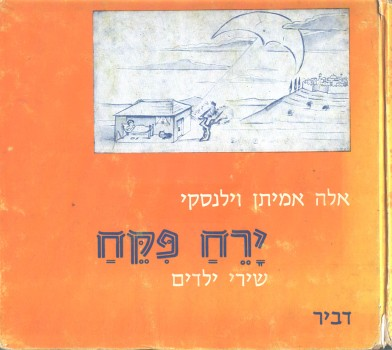 אלה אמיתן וילנסקי
יָרֵחַ פִּקֵּחַ
שירי ילדים
דביר